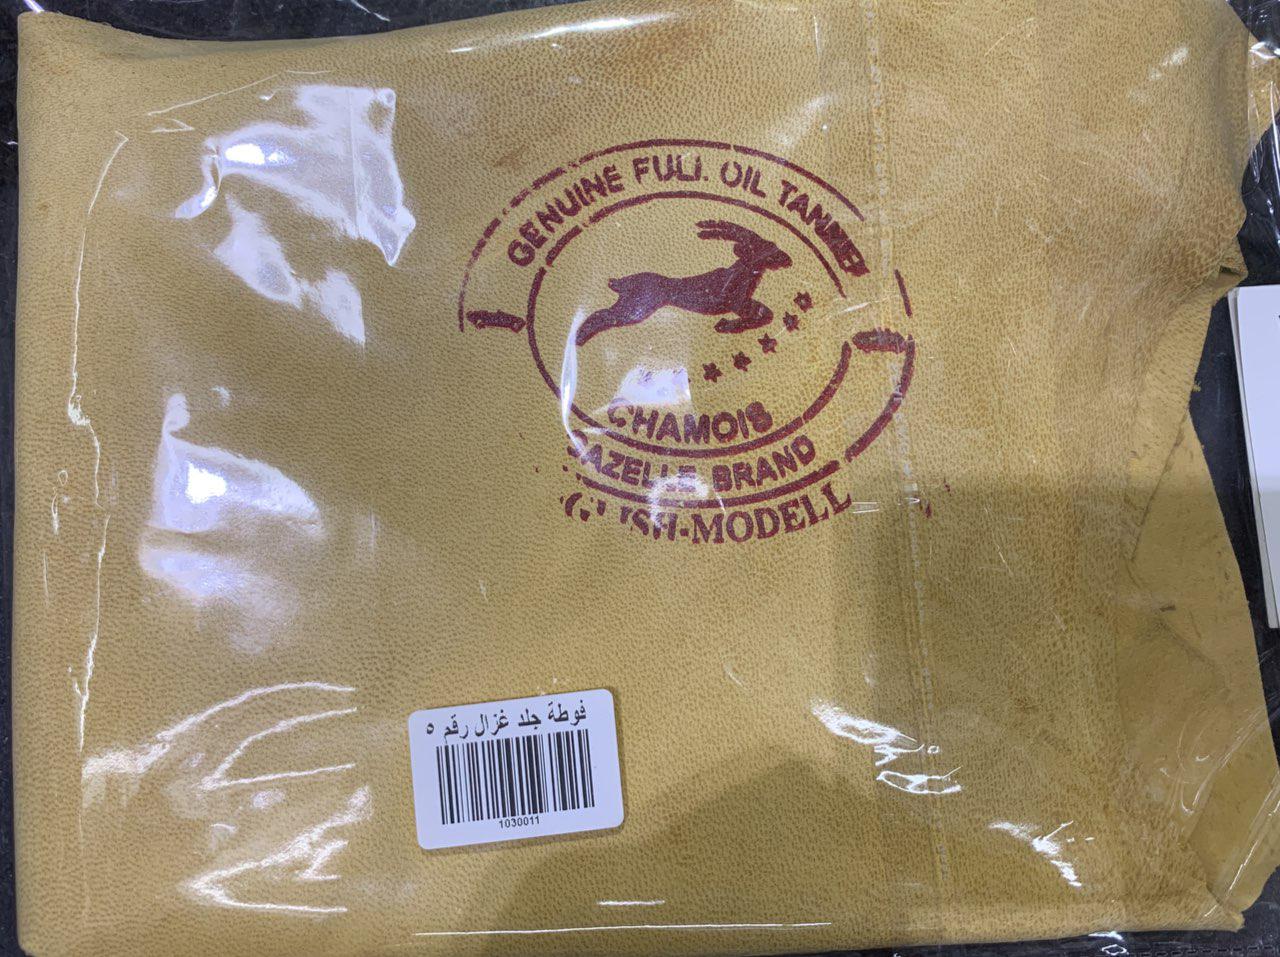 GENUINE FULL OIL TANNED
CHAMOIS
GAZELLE BRAND
MODELL
فوطة جلد غزال رقم ٥
1030011